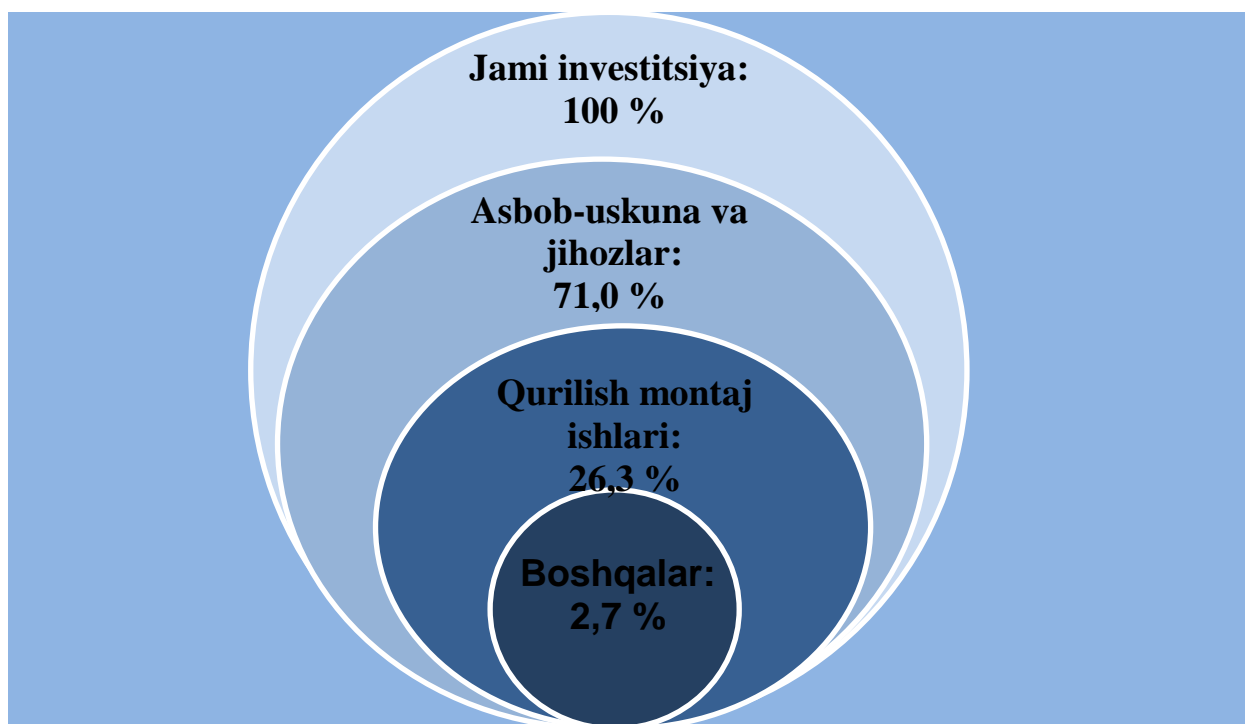 Jami investitsiya:
100 %
Asbob-uskuna va
jihozlar:
71,0 %
Qurilish montaj
ishlari:
26,3 %
Boshqalar:
2,7 %